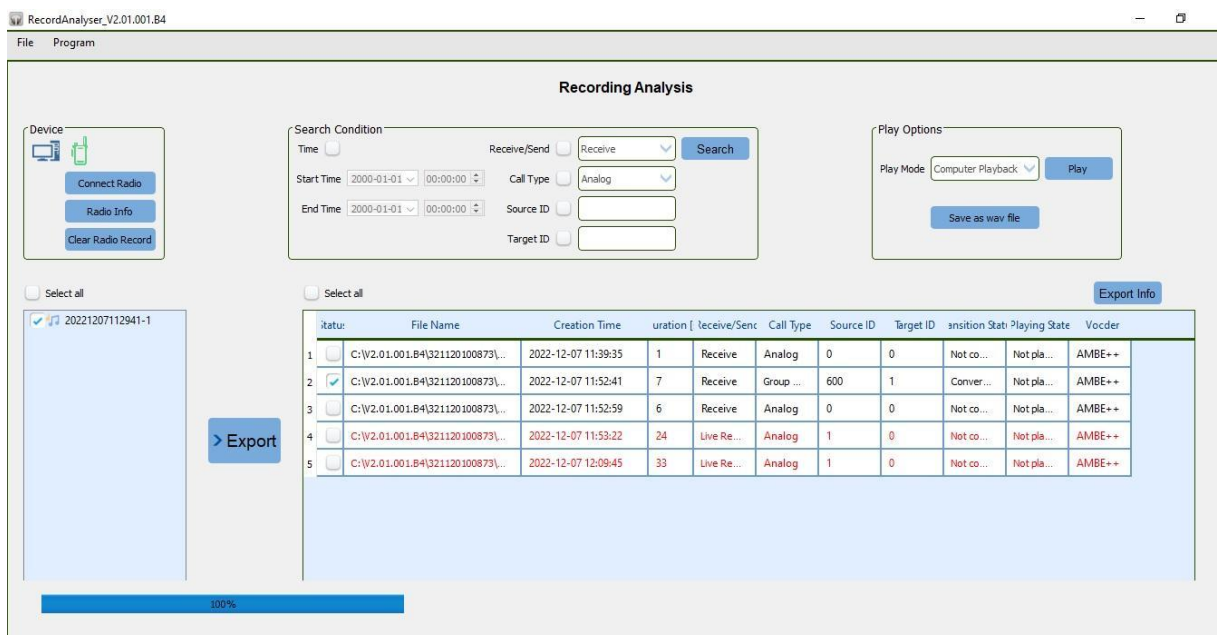 RecordAnalyser_V2.01.001.B4
File Program
Recording Analysis
Device
Connect Radio
Radio Info
Clear Radio Record
Search Condition
Time Receive/Send Receive Search
Start Time 2000-01-01 00:00:00 Call Type Analog
End Time 2000-01-01 00:00:00 Source ID
Target ID
Play Options
Play Mode Computer Playback Play
Save as wav file
Select all
20221207112941-1
> Export
Select all
Export Info
itatu: File Name Creation Time uration [ Receive/Senc Call Type Source ID Target ID ansition Stati Playing State Vocder
1 C:\V2.01.001.B4\321120100873\... 2022-12-07 11:39:35 1 Receive Analog 0 0 Not co... Not pla... AMBE++
2 C:\V2.01.001.B4\321120100873\... 2022-12-07 11:52:41 7 Receive Group ... 600 1 Conver... Not pla... AMBE++
3 C:\V2.01.001.B4\321120100873\... 2022-12-07 11:52:59 6 Receive Analog 0 0 Not co... Not pla... AMBE++
4 C:\V2.01.001.B4\321120100873\... 2022-12-07 11:53:22 24 Live Re... Analog 1 0 Not co... Not pla... AMBE++
5 C:\V2.01.001.B4\321120100873\... 2022-12-07 12:09:45 33 Live Re... Analog 1 0 Not co... Not pla... AMBE++
100%